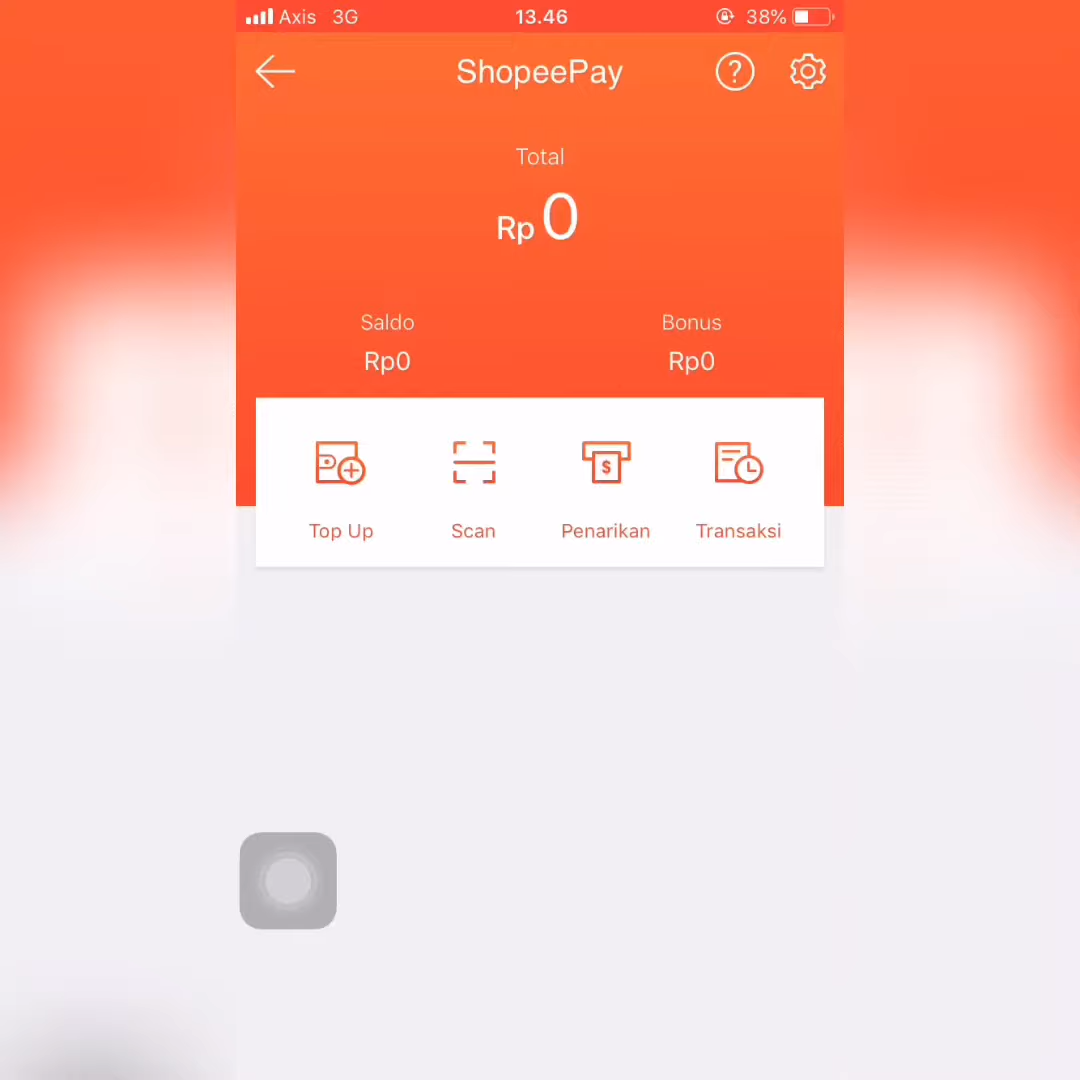 Axis 3G 13.46 38%
ShopeePay ?
Total
Rp 0
Saldo Bonus
Rp0 Rp0
$
Top Up Scan Penarikan Transaksi